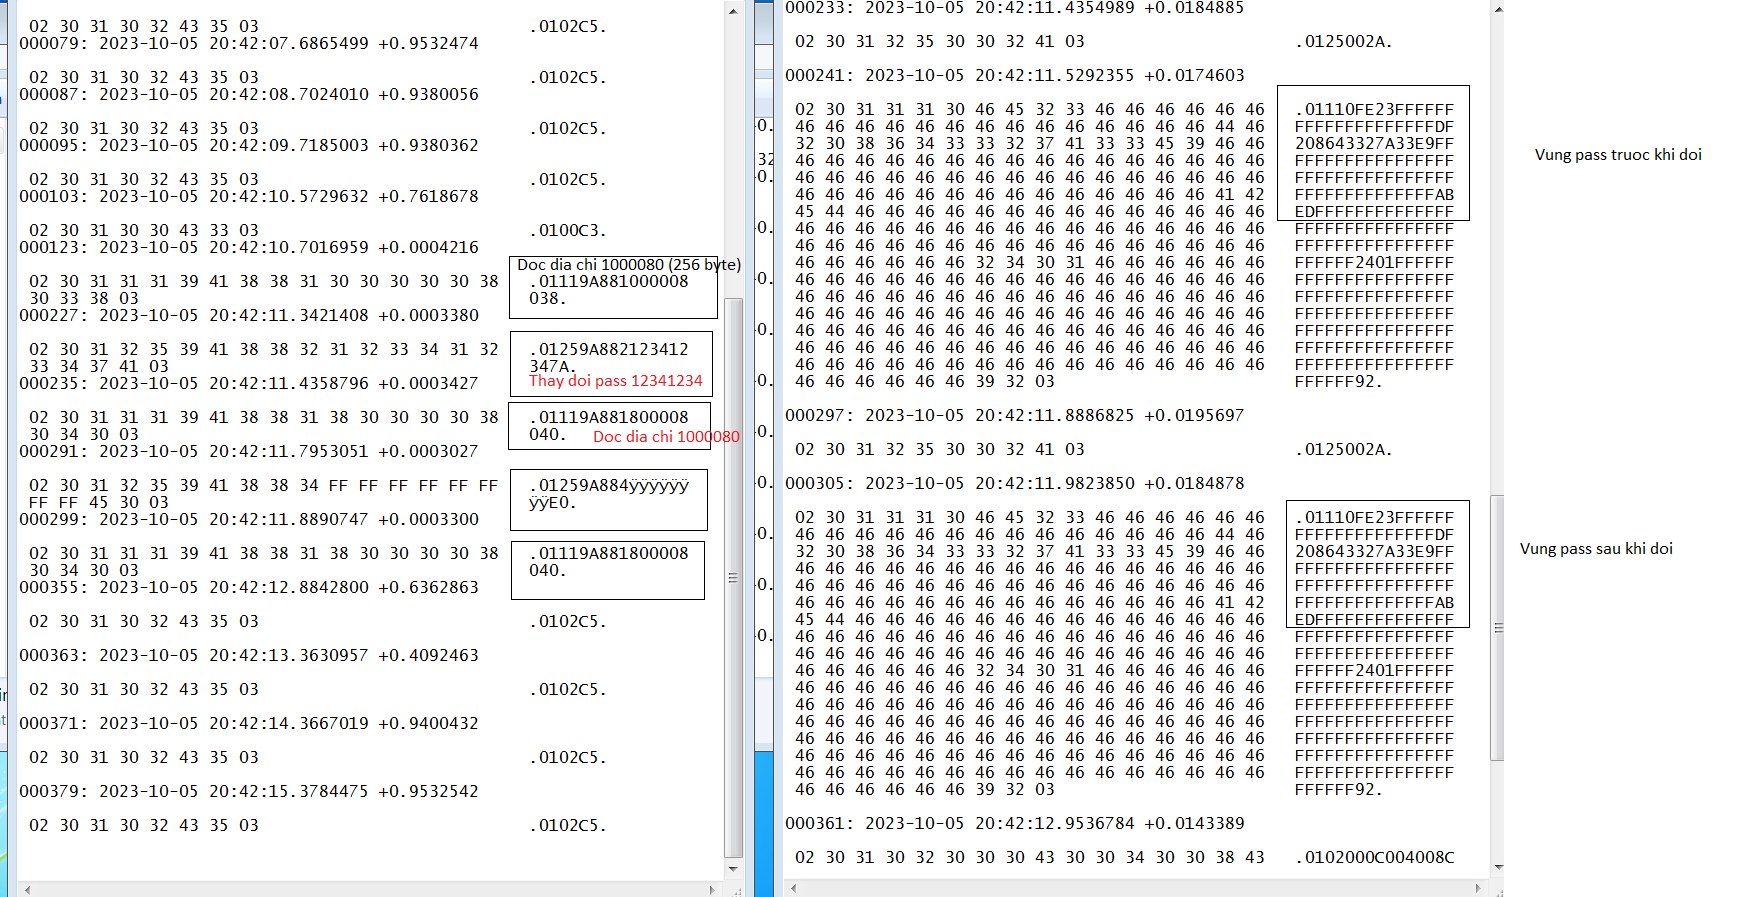 02 30 31 30 32 43 35 03 .0102C5.
000079: 2023-10-05 20:42:07.6865499 +0.9532474
02 30 31 30 32 43 35 03 .0102C5.
000087: 2023-10-05 20:42:08.7024010 +0.9380056
02 30 31 30 32 43 35 03 .0102C5.
000095: 2023-10-05 20:42:09.7185003 +0.9380362
02 30 31 30 32 43 35 03 .0102C5.
000103: 2023-10-05 20:42:10.5729632 +0.7618678
02 30 31 30 30 43 33 03 .0100C3.
000123: 2023-10-05 20:42:10.7016959 +0.0004216
Doc dia chi 1000080 (256 byte)
02 30 31 31 31 39 41 38 38 31 30 30 30 30 30 38 .01119A881000008
30 33 38 03 038.
000227: 2023-10-05 20:42:11.3421408 +0.0003380
02 30 31 32 35 39 41 38 38 32 31 32 33 34 31 32 .01259A882123412
33 34 37 41 03 347A.
Thay doi pass 12341234
000235: 2023-10-05 20:42:11.4358796 +0.0003427
02 30 31 31 31 39 41 38 38 31 38 30 30 30 30 38 .01119A881800008
30 34 30 03 040.
Doc dia chi 1000080
000291: 2023-10-05 20:42:11.7953051 +0.0003027
02 30 31 32 35 39 41 38 38 34 FF FF FF FF FF FF .01259A884ÿÿÿÿÿÿ
FF FF 45 30 03 ÿÿE0.
000299: 2023-10-05 20:42:11.8890747 +0.0003300
02 30 31 31 31 39 41 38 38 31 38 30 30 30 30 38 .01119A881800008
30 34 30 03 040.
000355: 2023-10-05 20:42:12.8842800 +0.6362863
02 30 31 30 32 43 35 03 .0102C5.
000363: 2023-10-05 20:42:13.3630957 +0.4092463
02 30 31 30 32 43 35 03 .0102C5.
000371: 2023-10-05 20:42:14.3667019 +0.9400432
02 30 31 30 32 43 35 03 .0102C5.
000379: 2023-10-05 20:42:15.3784475 +0.9532542
02 30 31 30 32 43 35 03 .0102C5.
000233: 2023-10-05 20:42:11.4354989 +0.0184885
02 30 31 32 35 30 30 32 41 03 .0125002A.
000241: 2023-10-05 20:42:11.5292355 +0.0174603
02 30 31 31 31 30 46 45 32 33 46 46 46 46 46 46 .01110FE23FFFFFF
46 46 46 46 46 46 46 46 46 46 46 46 46 46 44 46 FFFFFFFFFFFFFFDF
32 30 38 36 34 33 33 32 37 41 33 33 45 39 46 46 208643327A33E9FF
46 46 46 46 46 46 46 46 46 46 46 46 46 46 46 46 FFFFFFFFFFFFFFFF
46 46 46 46 46 46 46 46 46 46 46 46 46 46 46 46 FFFFFFFFFFFFFFFF
46 46 46 46 46 46 46 46 46 46 46 46 46 46 41 42 FFFFFFFFFFFFFFAB
45 44 46 46 46 46 46 46 46 46 46 46 46 46 46 46 EDFFFFFFFFFFFFFF
46 46 46 46 46 46 46 46 46 46 46 46 46 46 46 46 FFFFFFFFFFFFFFFF
46 46 46 46 46 46 46 46 46 46 46 46 46 46 46 46 FFFFFFFFFFFFFFFF
46 46 46 46 46 46 32 34 30 31 46 46 46 46 46 46 FFFFFF2401FFFFFF
46 46 46 46 46 46 46 46 46 46 46 46 46 46 46 46 FFFFFFFFFFFFFFFF
46 46 46 46 46 46 46 46 46 46 46 46 46 46 46 46 FFFFFFFFFFFFFFFF
46 46 46 46 46 46 46 46 46 46 46 46 46 46 46 46 FFFFFFFFFFFFFFFF
46 46 46 46 46 46 46 46 46 46 46 46 46 46 46 46 FFFFFFFFFFFFFFFF
46 46 46 46 46 46 46 46 46 46 46 46 46 46 46 46 FFFFFFFFFFFFFFFF
46 46 46 46 46 46 46 46 46 46 46 46 46 46 46 46 FFFFFFFFFFFFFFFF
46 46 46 46 46 46 39 32 03 FFFFFF92.
Vung pass truoc khi doi
000297: 2023-10-05 20:42:11.8886825 +0.0195697
02 30 31 32 35 30 30 32 41 03 .0125002A.
000305: 2023-10-05 20:42:11.9823850 +0.0184878
02 30 31 31 31 30 46 45 32 33 46 46 46 46 46 46 .01110FE23FFFFFF
46 46 46 46 46 46 46 46 46 46 46 46 46 46 44 46 FFFFFFFFFFFFFFDF
32 30 38 36 34 33 33 32 37 41 33 33 45 39 46 46 208643327A33E9FF
46 46 46 46 46 46 46 46 46 46 46 46 46 46 46 46 FFFFFFFFFFFFFFFF
46 46 46 46 46 46 46 46 46 46 46 46 46 46 46 46 FFFFFFFFFFFFFFFF
46 46 46 46 46 46 46 46 46 46 46 46 46 46 41 42 FFFFFFFFFFFFFFAB
45 44 46 46 46 46 46 46 46 46 46 46 46 46 46 46 EDFFFFFFFFFFFFFF
46 46 46 46 46 46 46 46 46 46 46 46 46 46 46 46 FFFFFFFFFFFFFFFF
46 46 46 46 46 46 46 46 46 46 46 46 46 46 46 46 FFFFFFFFFFFFFFFF
46 46 46 46 46 46 32 34 30 31 46 46 46 46 46 46 FFFFFF2401FFFFFF
46 46 46 46 46 46 46 46 46 46 46 46 46 46 46 46 FFFFFFFFFFFFFFFF
46 46 46 46 46 46 46 46 46 46 46 46 46 46 46 46 FFFFFFFFFFFFFFFF
46 46 46 46 46 46 46 46 46 46 46 46 46 46 46 46 FFFFFFFFFFFFFFFF
46 46 46 46 46 46 46 46 46 46 46 46 46 46 46 46 FFFFFFFFFFFFFFFF
46 46 46 46 46 46 46 46 46 46 46 46 46 46 46 46 FFFFFFFFFFFFFFFF
46 46 46 46 46 46 46 46 46 46 46 46 46 46 46 46 FFFFFFFFFFFFFFFF
46 46 46 46 46 46 39 32 03 FFFFFF92.
Vung pass sau khi doi
000361: 2023-10-05 20:42:12.9536784 +0.0143389
02 30 31 30 32 30 30 30 43 30 30 34 30 30 38 43 .0102000C004008C